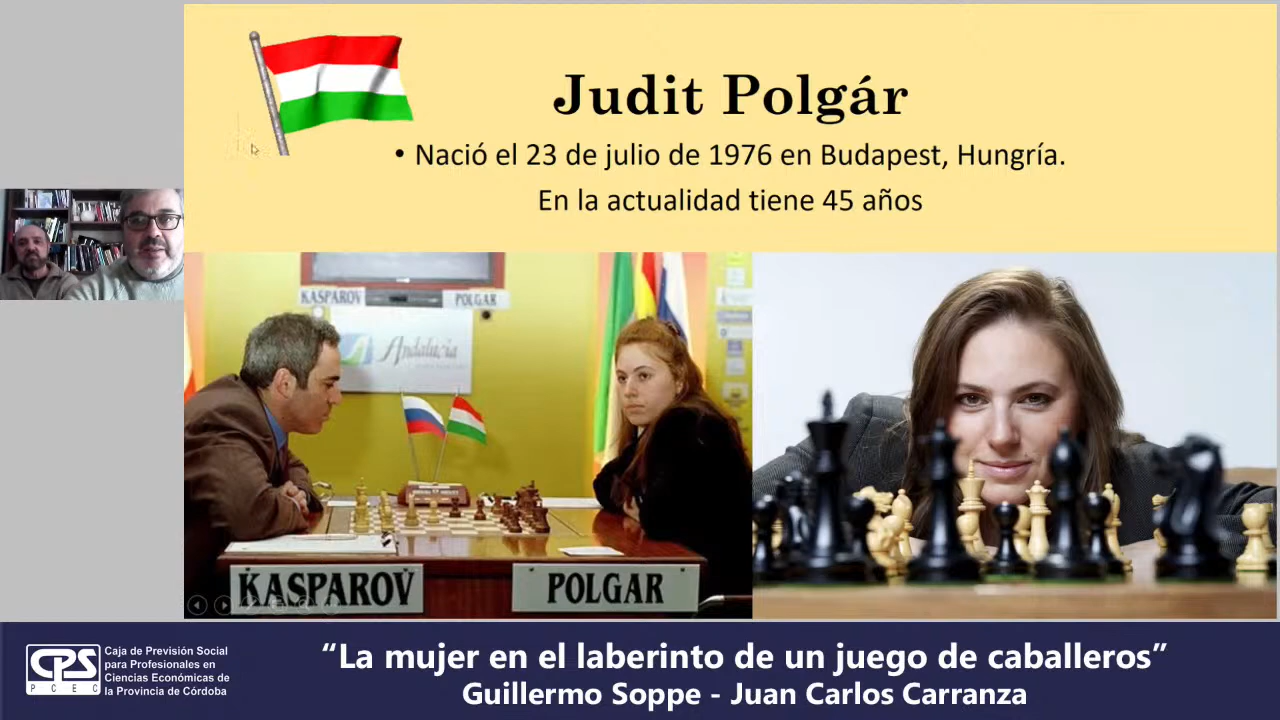 Judit Polgár
• Nació el 23 de julio de 1976 en Budapest, Hungría.
En la actualidad tiene 45 años
KASPAROV
POLGAR
Andalucía
KASPAROV
POLGAR
CPS
PCEC
Caja de Previsión Social
para Profesionales en
Ciencias Económicas de
la Provincia de Córdoba
“La mujer en el laberinto de un juego de caballeros”
Guillermo Soppe - Juan Carlos Carranza